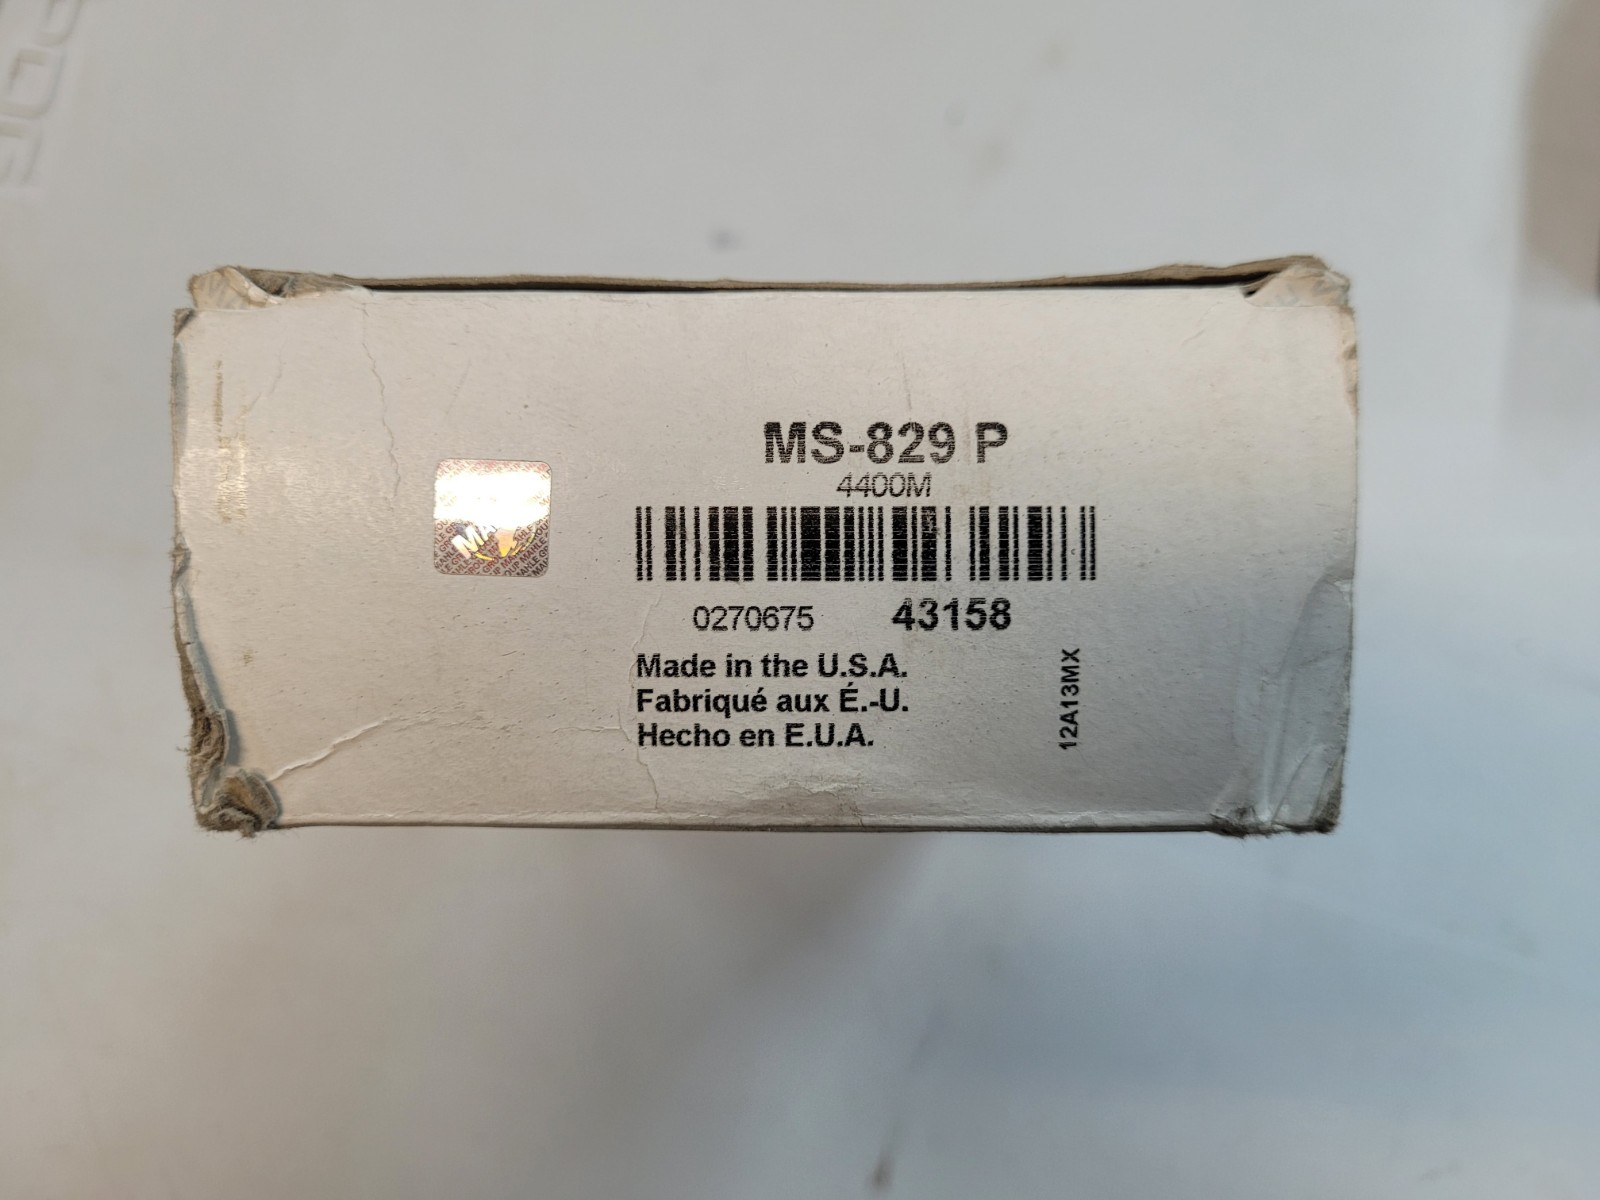 MS-829 P
4400M
0270675 43158
Made in the U.S.A.
Fabriqué aux É.-U.
Hecho en E.U.A.
12A13MX